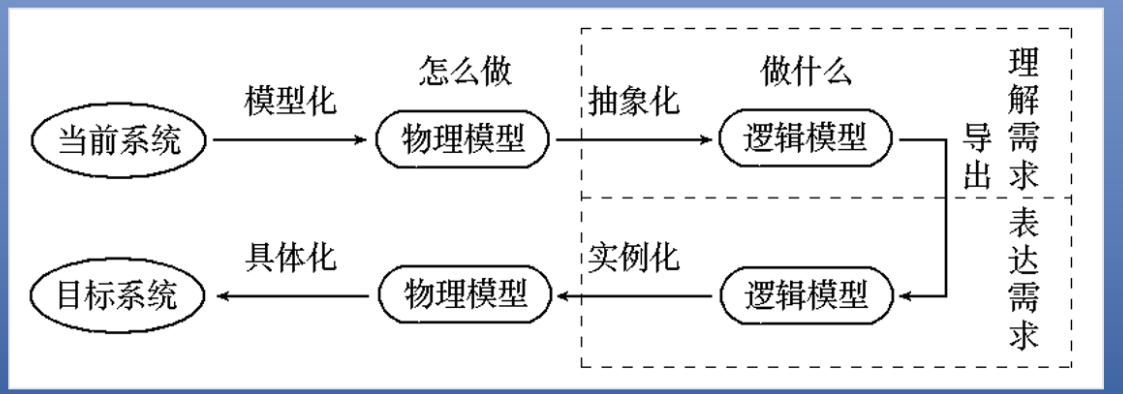 怎么做
做什么
模型化
抽象化
当前系统
物理模型
逻辑模型
导出
理解需求
具体化
实例化
目标系统
物理模型
逻辑模型
表达需求